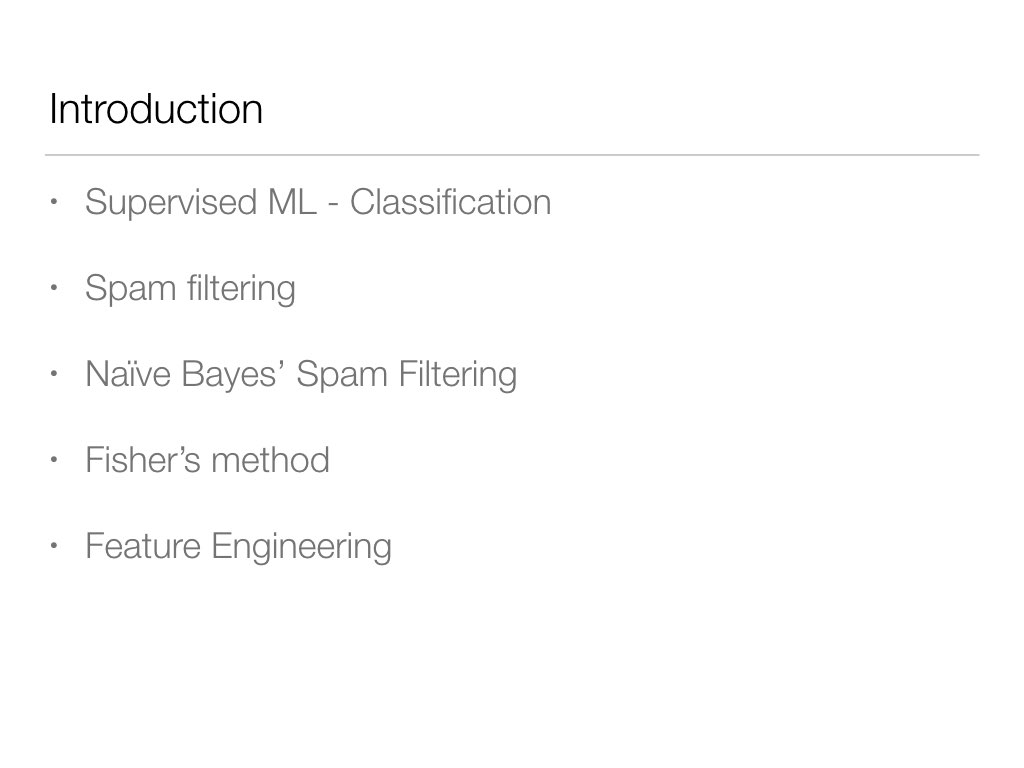 Introduction
• Supervised ML - Classification
• Spam filtering
• Naïve Bayes’ Spam Filtering
• Fisher’s method
• Feature Engineering